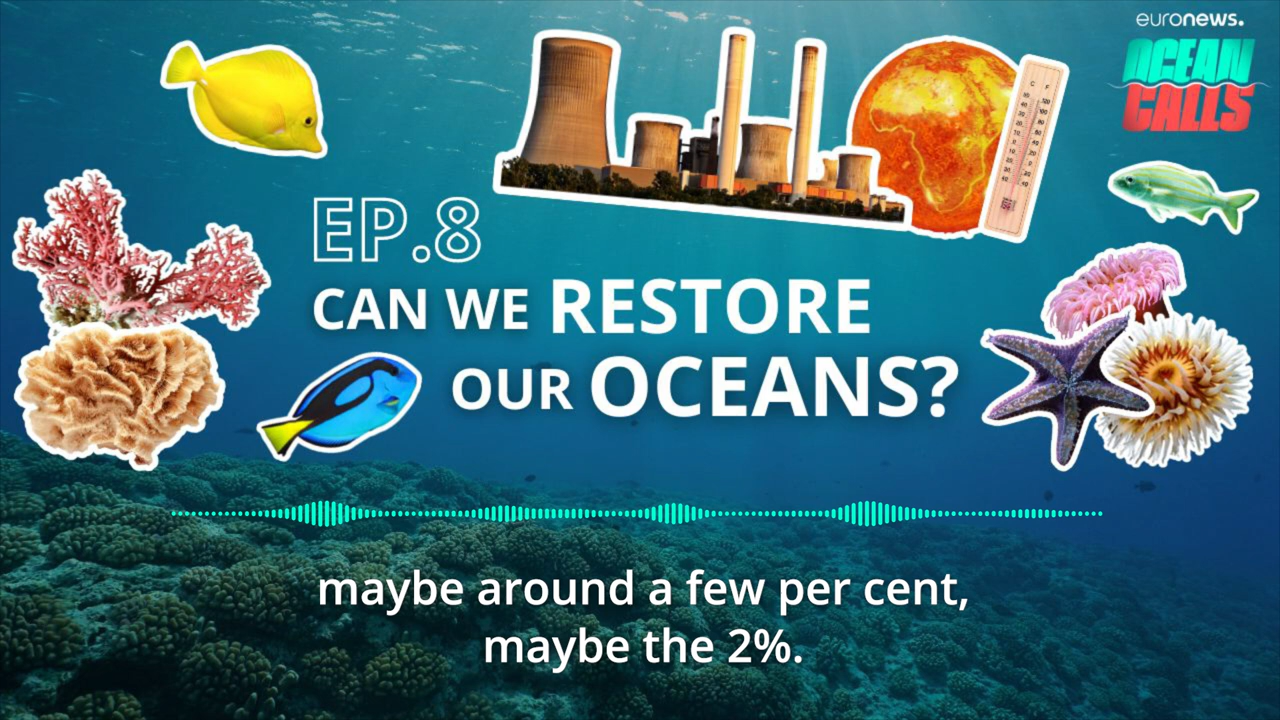 euronews.
OCEAN
CALLS
C F
EP.8
CAN WE RESTORE
OUR OCEANS?
maybe around a few per cent,
maybe the 2%.